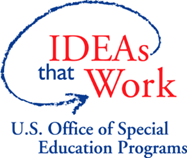 IDEAs
that Work
U.S. Office of Special
Education Programs